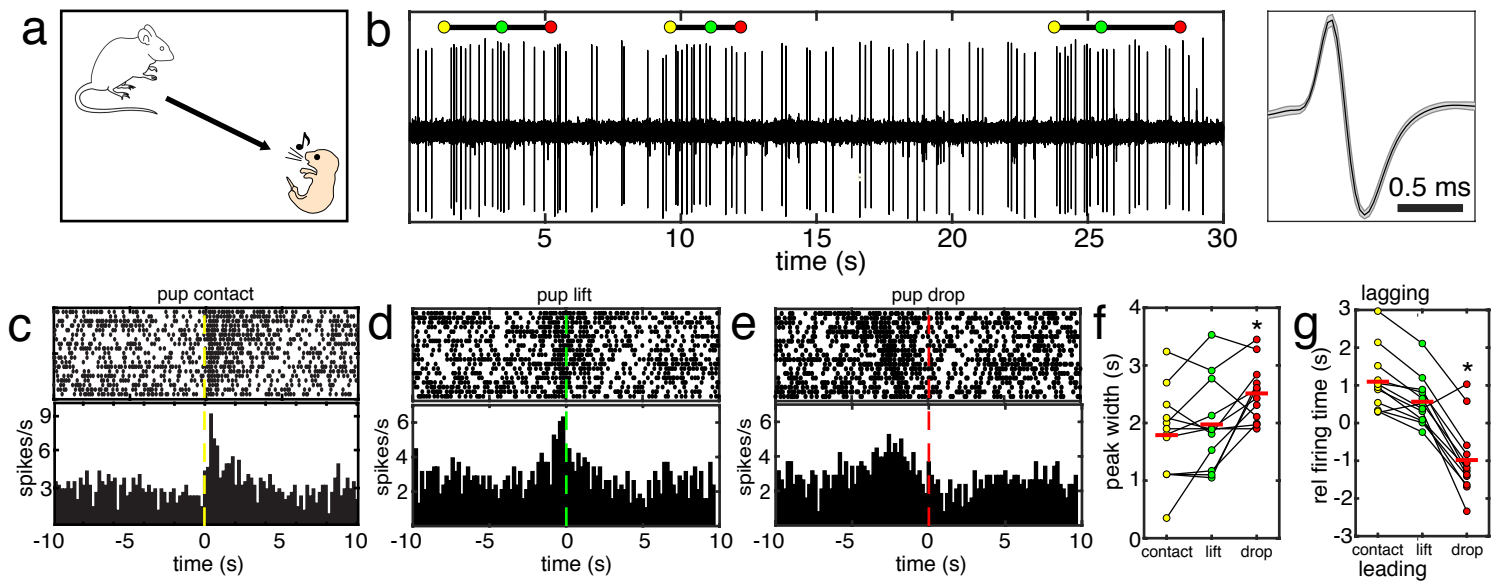 a
b
5 10 15 20 25 30
time (s)
0.5 ms
c
pup contact
9
6
3
spikes/s
-10 -5 0 5 10
time (s)
d
pup lift
6
4
2
spikes/s
-10 -5 0 5 10
time (s)
e
pup drop
6
4
2
spikes/s
-10 -5 0 5 10
time (s)
f
4
3
2
1
0
peak width (s)
*
contact lift drop
g
lagging
3
2
1
0
-1
-2
-3
rel firing time (s)
*
contact lift drop
leading